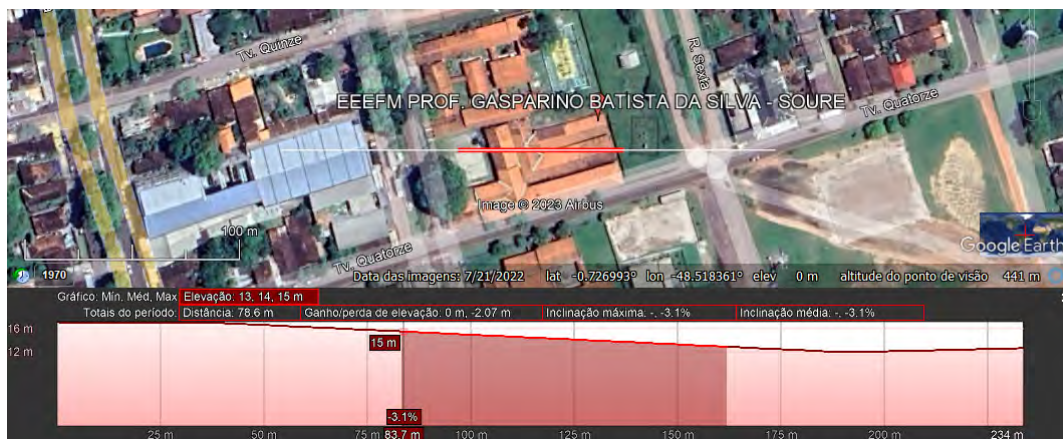 Tv. Quinze
R. Sexta
EEEFM PROF. GASPARINO BATISTA DA SILVA - SOURE
Tv. Quatorze
Image © 2023 Airbus
100 m
Tv. Quatorze
Google Earth
1970
Data das imagens: 7/21/2022 lat -0.726993° lon -48.518361° elev 0 m altitude do ponto de visão 441 m
Gráfico: Mín, Méd, Max Elevação: 13, 14, 15 m
Totais do período: Distância: 78.6 m Ganho/perda de elevação: 0 m, -2.07 m Inclinação máxima: -, -3.1% Inclinação média: -, -3.1%
16 m
15 m
12 m
-3.1%
25 m 50 m 75 m 83.7 m 100 m 125 m 150 m 175 m 200 m 234 m